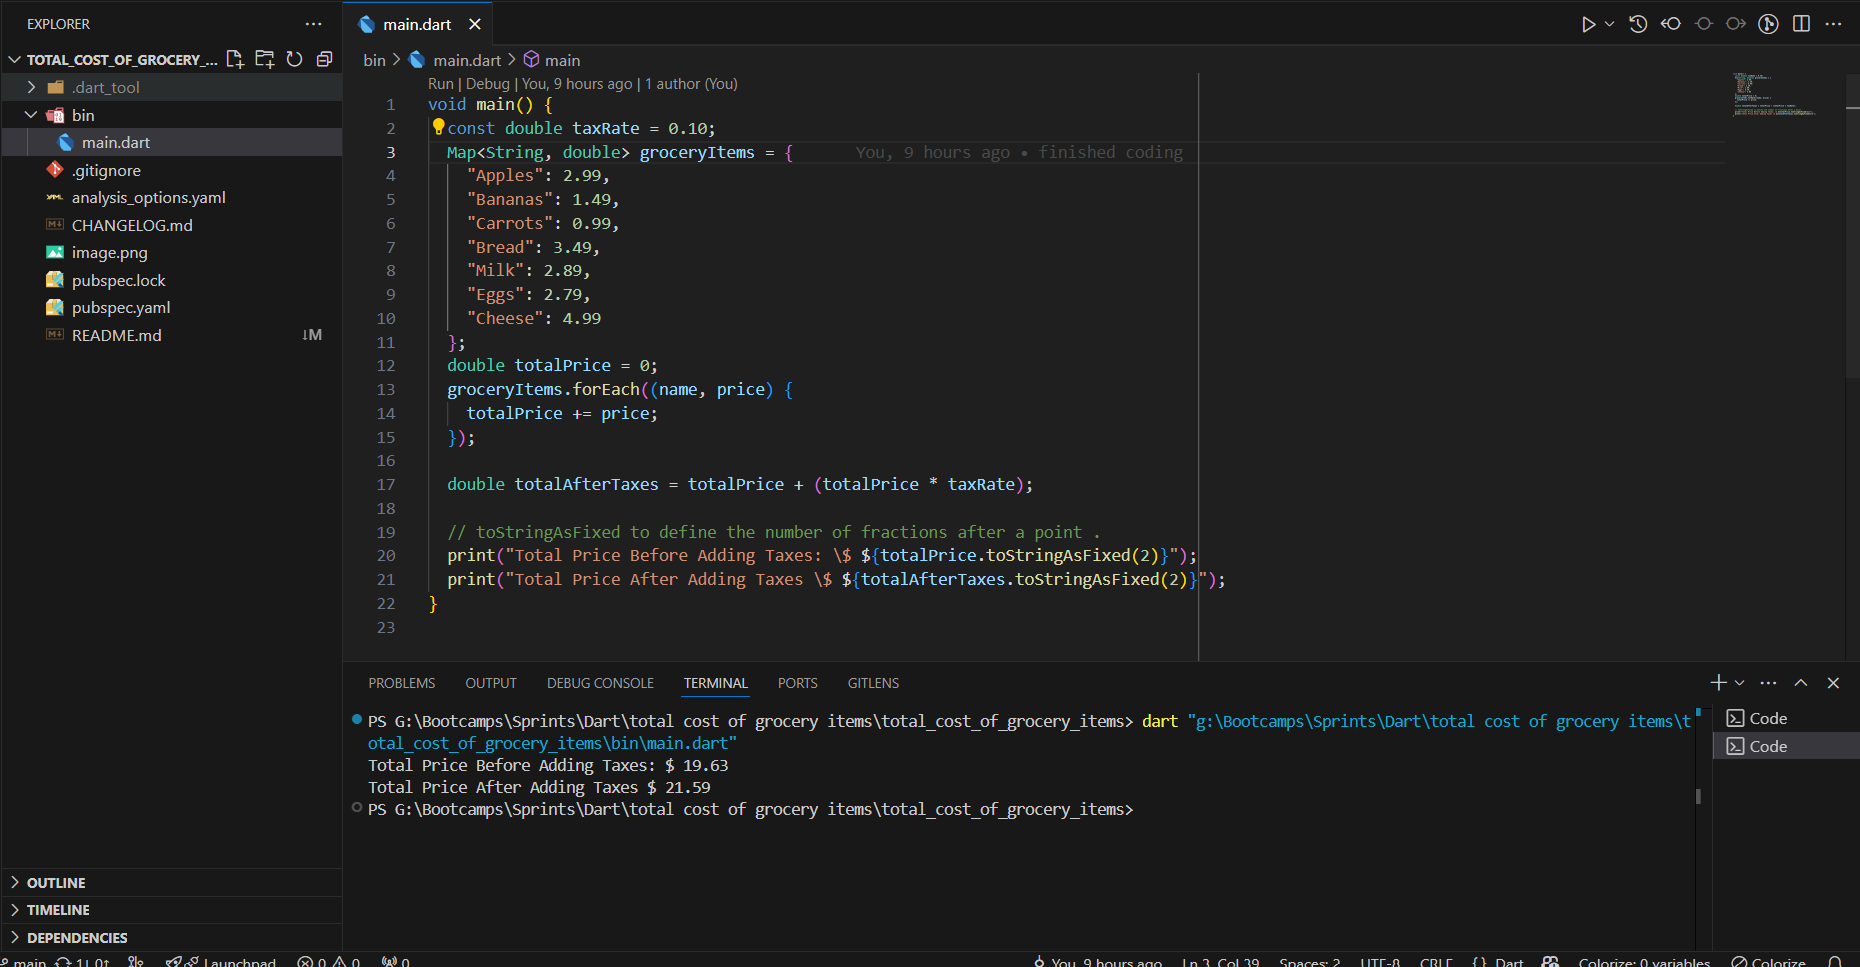 EXPLORER
TOTAL_COST_OF_GROCERY_...
.dart_tool
bin
main.dart
.gitignore
analysis_options.yaml
CHANGELOG.md
image.png
pubspec.lock
pubspec.yaml
README.md ↓M
OUTLINE
TIMELINE
DEPENDENCIES
main.dart
bin > main.dart > main
Run | Debug | You, 9 hours ago | 1 author (You)
1 void main() {
2 const double taxRate = 0.10;
3 Map<String, double> groceryItems = { You, 9 hours ago • finished coding
4 "Apples": 2.99,
5 "Bananas": 1.49,
6 "Carrots": 0.99,
7 "Bread": 3.49,
8 "Milk": 2.89,
9 "Eggs": 2.79,
10 "Cheese": 4.99
11 };
12 double totalPrice = 0;
13 groceryItems.forEach((name, price) {
14 totalPrice += price;
15 });
16
17 double totalAfterTaxes = totalPrice + (totalPrice * taxRate);
18
19 // toStringAsFixed to define the number of fractions after a point .
20 print("Total Price Before Adding Taxes: \$ ${totalPrice.toStringAsFixed(2)}");
21 print("Total Price After Adding Taxes \$ ${totalAfterTaxes.toStringAsFixed(2)}");
22 }
23
PROBLEMS OUTPUT DEBUG CONSOLE TERMINAL PORTS GITLENS
PS G:\Bootcamps\Sprints\Dart\total cost of grocery items\total_cost_of_grocery_items> dart "g:\Bootcamps\Sprints\Dart\total cost of grocery items\t
otal_cost_of_grocery_items\bin\main.dart"
Total Price Before Adding Taxes: $ 19.63
Total Price After Adding Taxes $ 21.59
PS G:\Bootcamps\Sprints\Dart\total cost of grocery items\total_cost_of_grocery_items>
Code
Code
main 1↓ 0↑ Launchpad 0 0 0 You, 9 hours ago Ln 3, Col 39 Spaces: 2 UTF-8 CRLF {} Dart Colorize: 0 variables Colorize